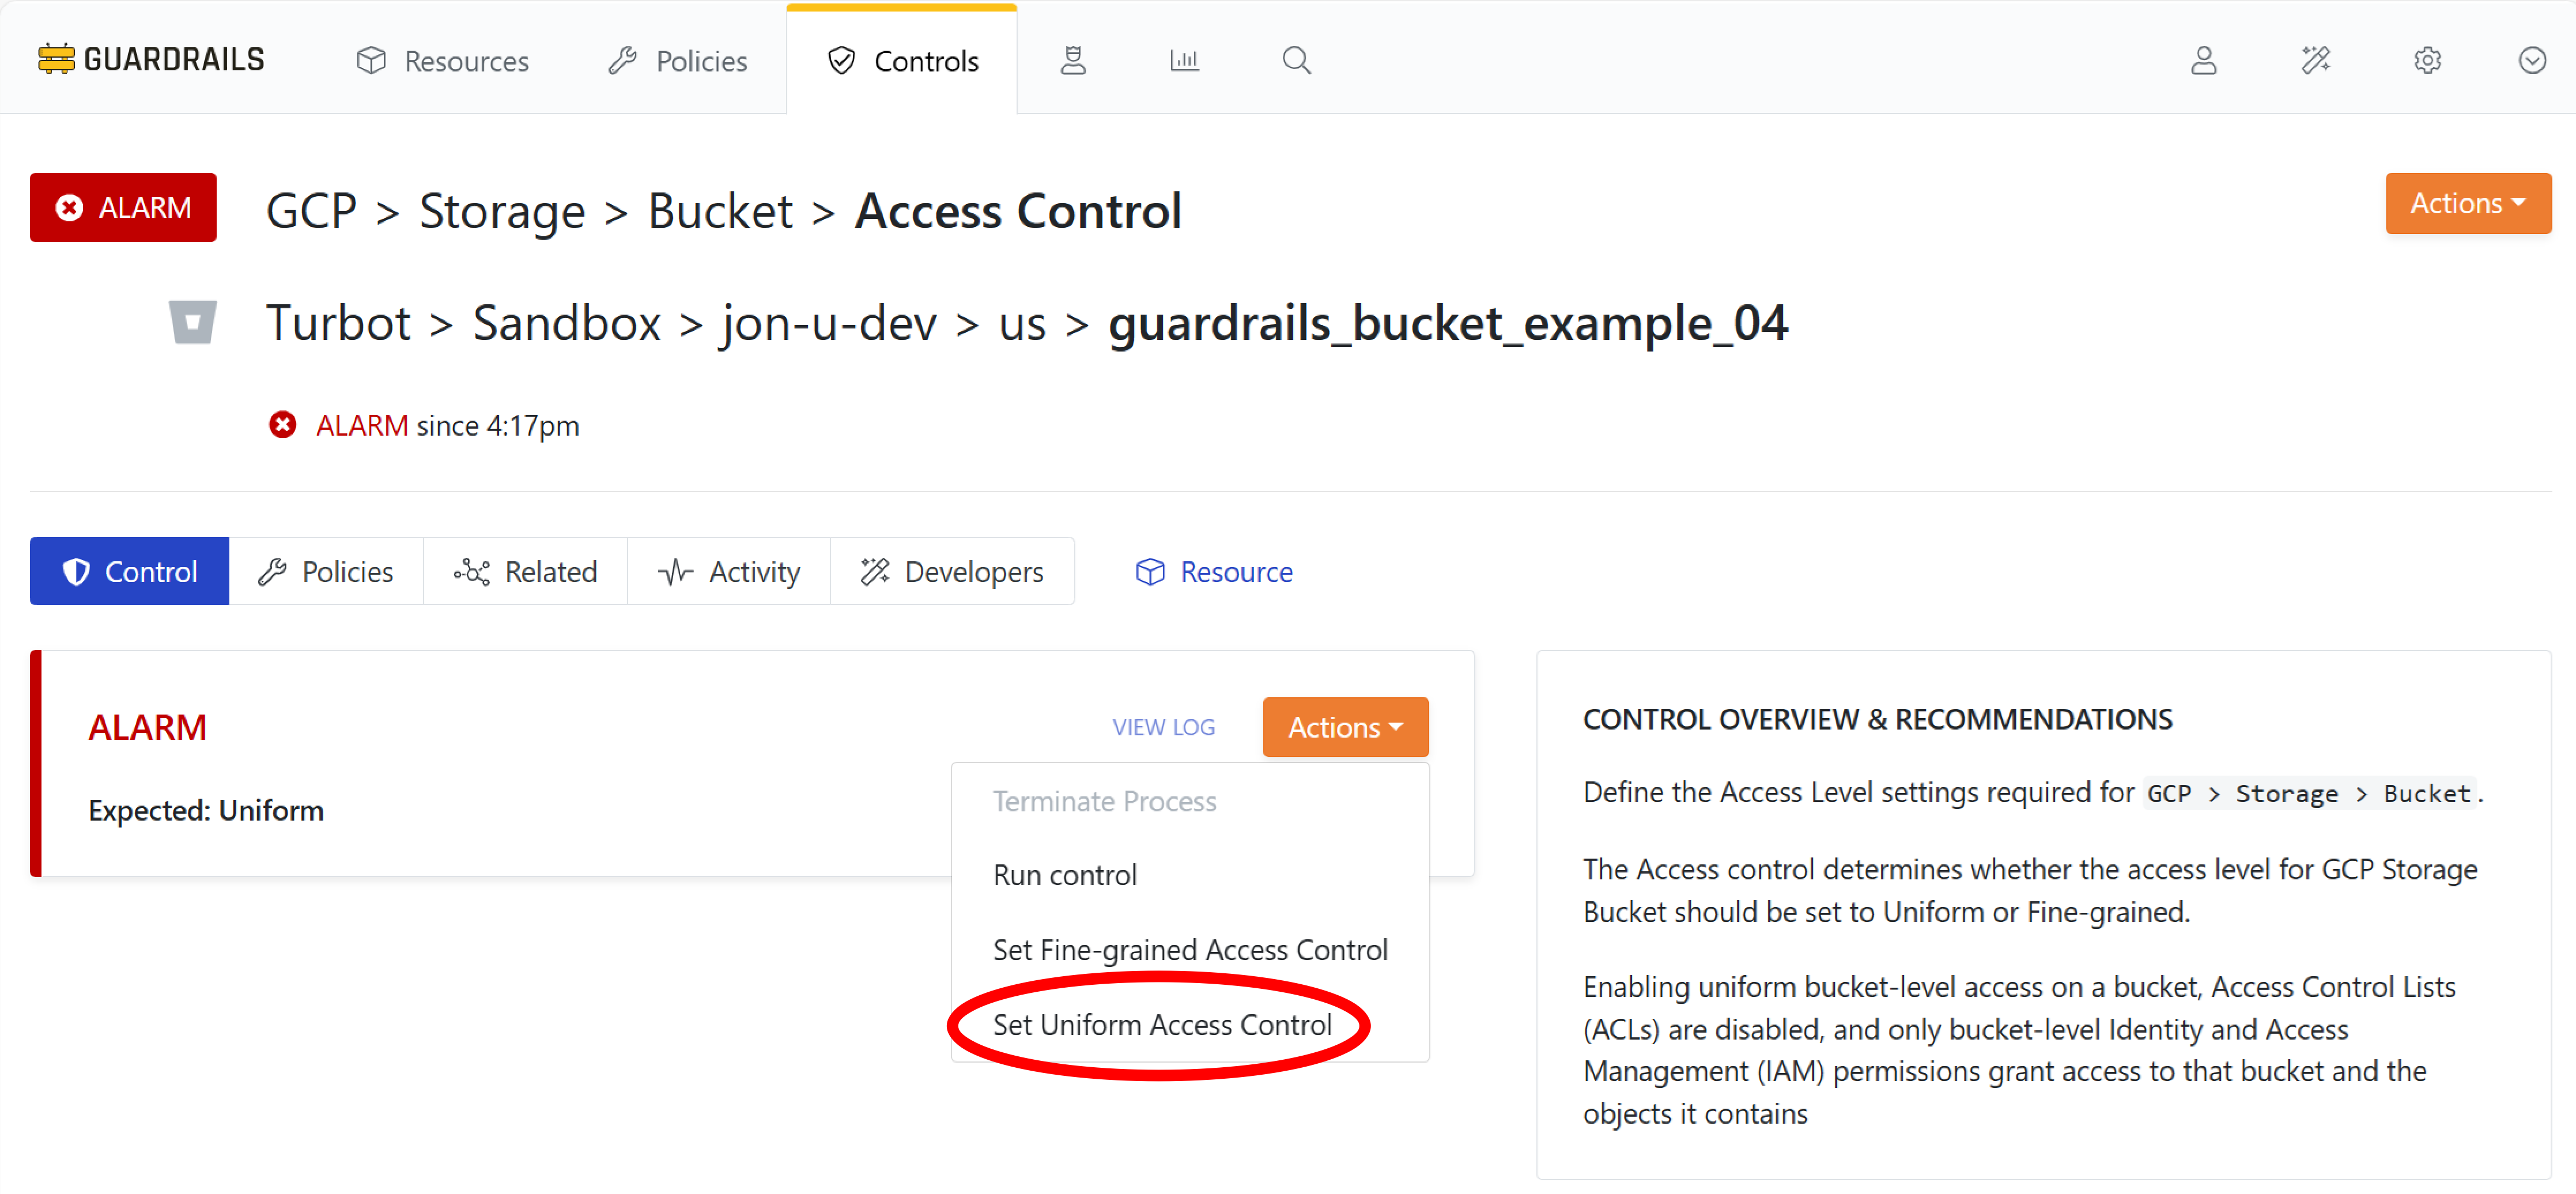 GUARDRAILS Resources Policies Controls
ALARM GCP > Storage > Bucket > Access Control Actions
Turbot > Sandbox > jon-u-dev > us > guardrails_bucket_example_04
ALARM since 4:17pm
Control Policies Related Activity Developers Resource
ALARM VIEW LOG Actions
Expected: Uniform
Terminate Process
Run control
Set Fine-grained Access Control
Set Uniform Access Control
CONTROL OVERVIEW & RECOMMENDATIONS
Define the Access Level settings required for GCP > Storage > Bucket.
The Access control determines whether the access level for GCP Storage
Bucket should be set to Uniform or Fine-grained.
Enabling uniform bucket-level access on a bucket, Access Control Lists
(ACLs) are disabled, and only bucket-level Identity and Access
Management (IAM) permissions grant access to that bucket and the
objects it contains